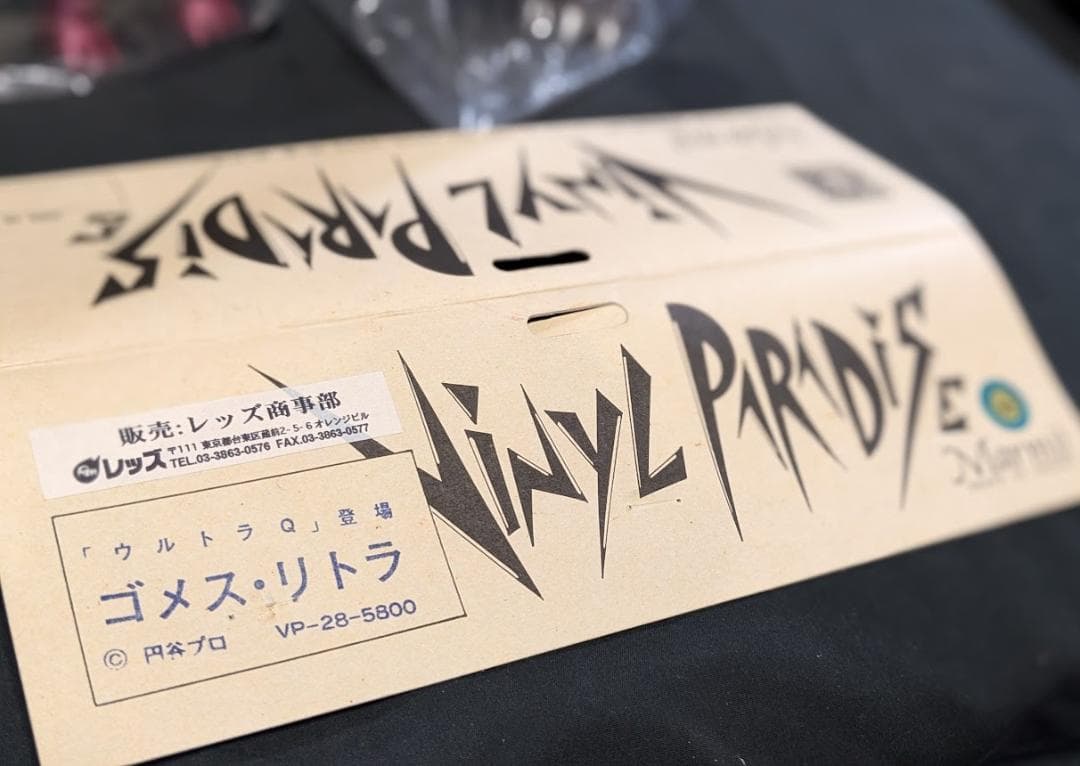 VINYL PARADISE
VINYL PARADISE
販売:レッズ商事部
レッズ
〒111 東京都台東区蔵前2-5-6オレンジビル
TEL.03-3863-0576 FAX.03-3863-0577
「ウルトラQ」登場
ゴメス・リトラ
© 円谷プロ VP-28-5800